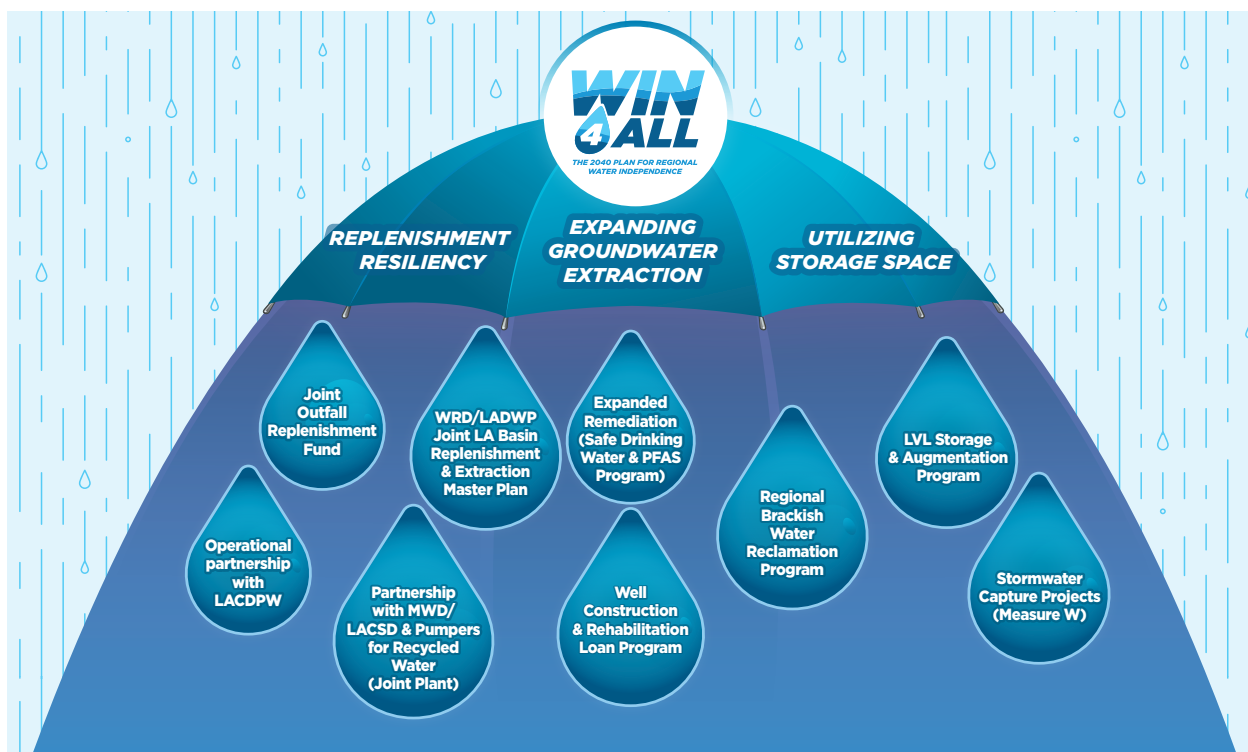 WIN
4 ALL
THE 2040 PLAN FOR REGIONAL
WATER INDEPENDENCE
REPLENISHMENT
RESILIENCY
EXPANDING
GROUNDWATER
EXTRACTION
UTILIZING
STORAGE SPACE
Joint
Outfall
Replenishment
Fund
WRD/LADWP
Joint LA Basin
Replenishment
& Extraction
Master Plan
Expanded
Remediation
(Safe Drinking
Water & PFAS
Program)
LVL Storage
& Augmentation
Program
Regional
Brackish
Water
Reclamation
Program
Operational
partnership
with
LACDPW
Partnership
with MWD/
LACSD & Pumpers
for Recycled
Water
(Joint Plant)
Well
Construction
& Rehabilitation
Loan Program
Stormwater
Capture Projects
(Measure W)